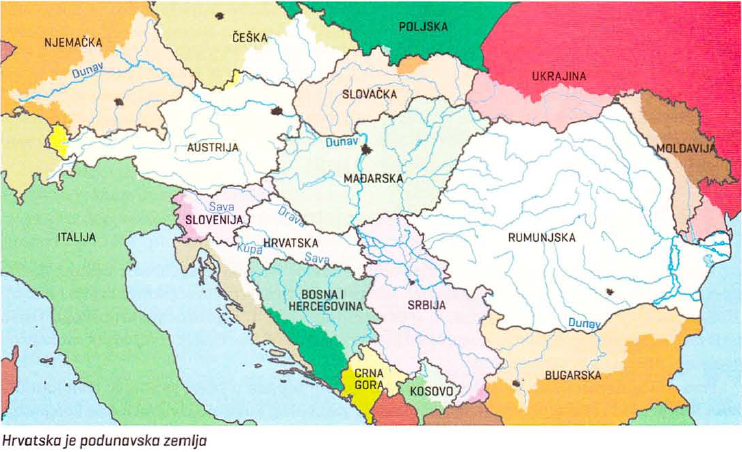 NJEMAČKA
ČEŠKA
POLJSKA
UKRAJINA
Dunav
SLOVAČKA
MOLDAVIJA
AUSTRIJA
Dunav
MAĐARSKA
Sava
SLOVENIJA
Drava
ITALIJA
HRVATSKA
Kupa
Sava
RUMUNJSKA
BOSNA I
HERCEGOVINA
SRBIJA
Dunav
CRNA
GORA
KOSOVO
BUGARSKA
Hrvatska je podunavska zemlja